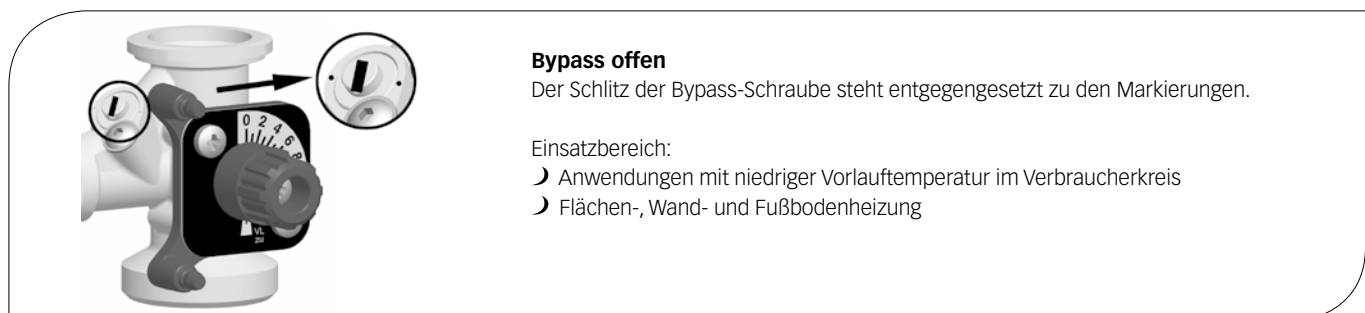 Bypass offen
Der Schlitz der Bypass-Schraube steht entgegengesetzt zu den Markierungen.
Einsatzbereich:
Anwendungen mit niedriger Vorlauftemperatur im Verbraucherkreis
Flächen-, Wand- und Fußbodenheizung
0 2 4 6 8
VL
zu